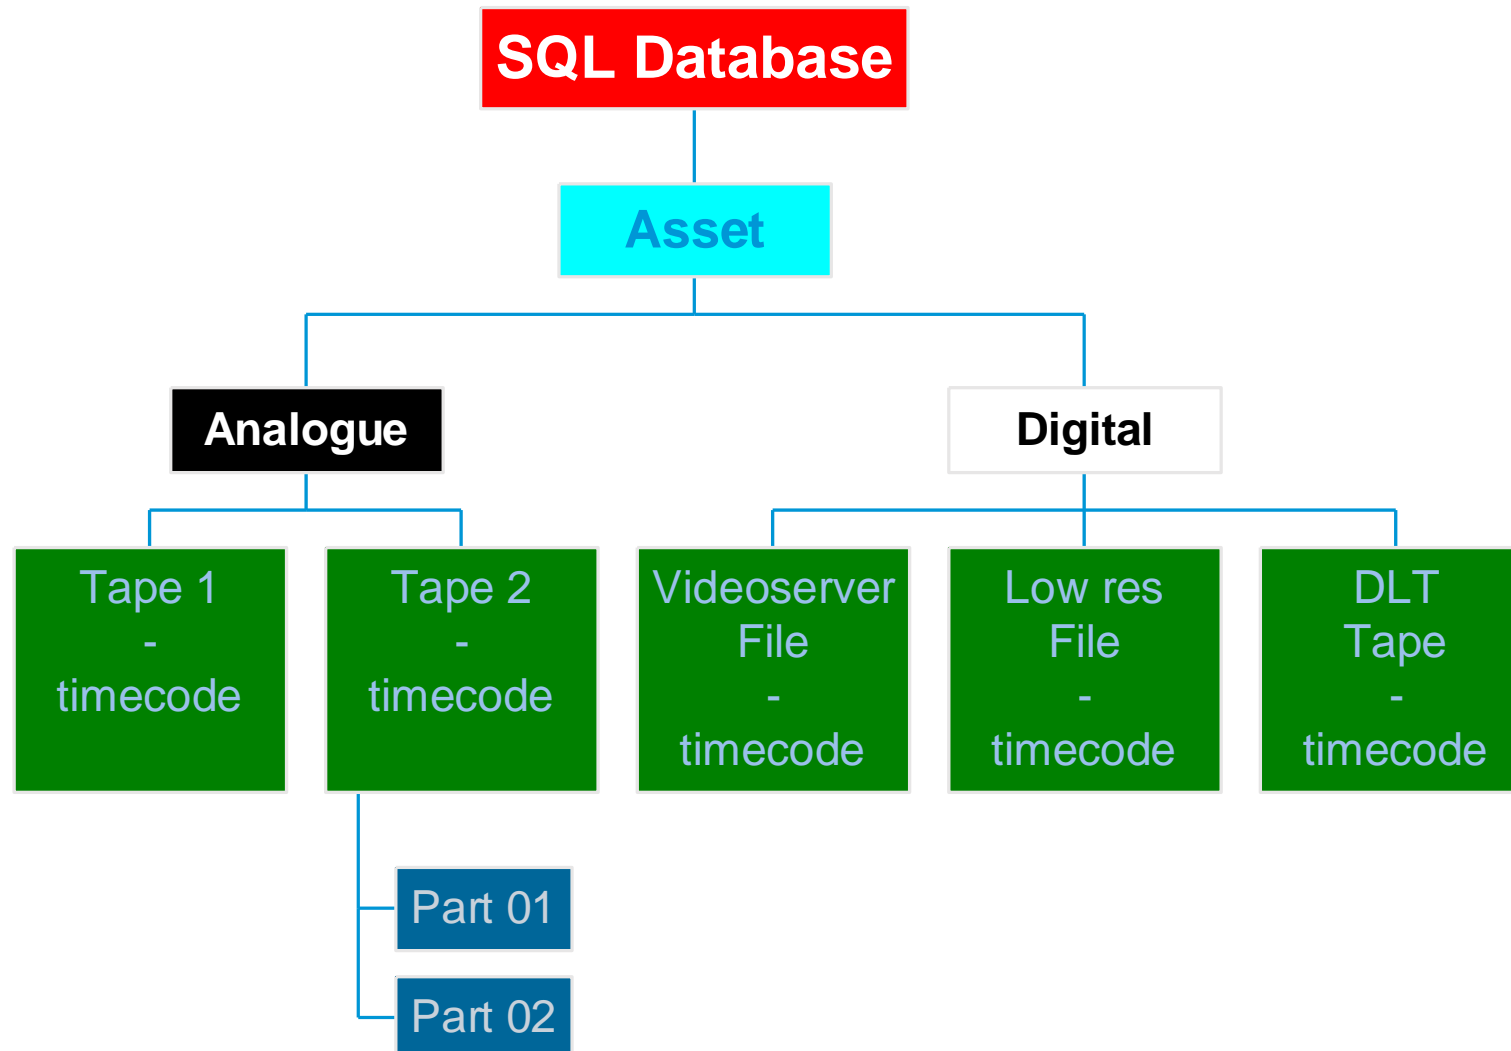 SQL Database
Asset
Analogue
Digital
Tape 1
-
timecode
Tape 2
-
timecode
Videoserver
File
-
timecode
Low res
File
-
timecode
DLT
Tape
-
timecode
Part 01
Part 02